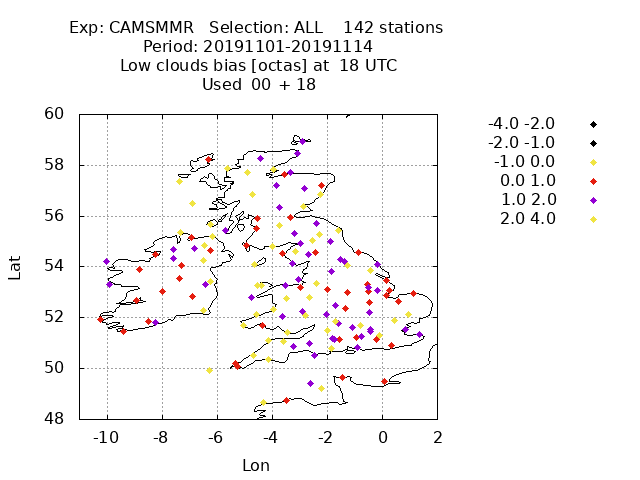 Exp: CAMSMMR Selection: ALL 142 stations
Period: 20191101-20191114
Low clouds bias [octas] at 18 UTC
Used 00 + 18
-4.0 -2.0
-2.0 -1.0
-1.0 0.0
0.0 1.0
1.0 2.0
2.0 4.0
60
58
56
54
52
50
48
Lat
-10 -8 -6 -4 -2 0 2
Lon